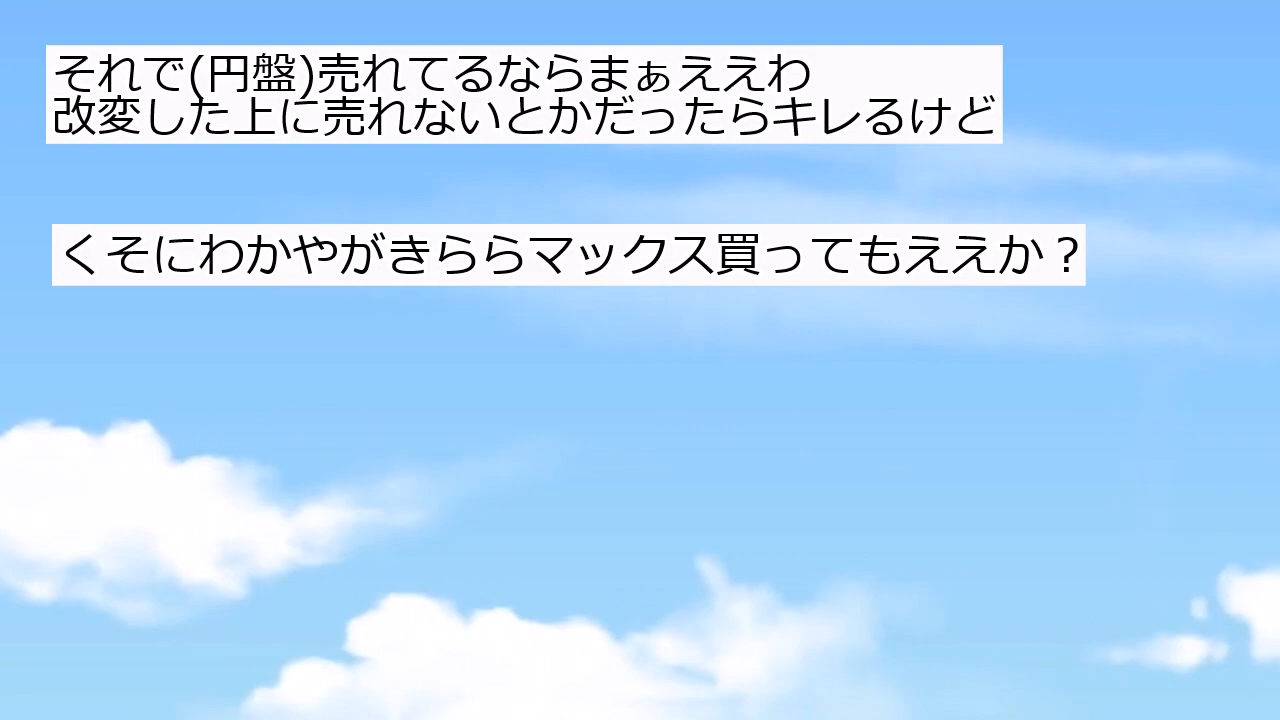 それで(円盤)売れてるならまぁええわ
改変した上に売れないとかだったらキレるけど
くそにわかやがきららマックス買ってもええか？